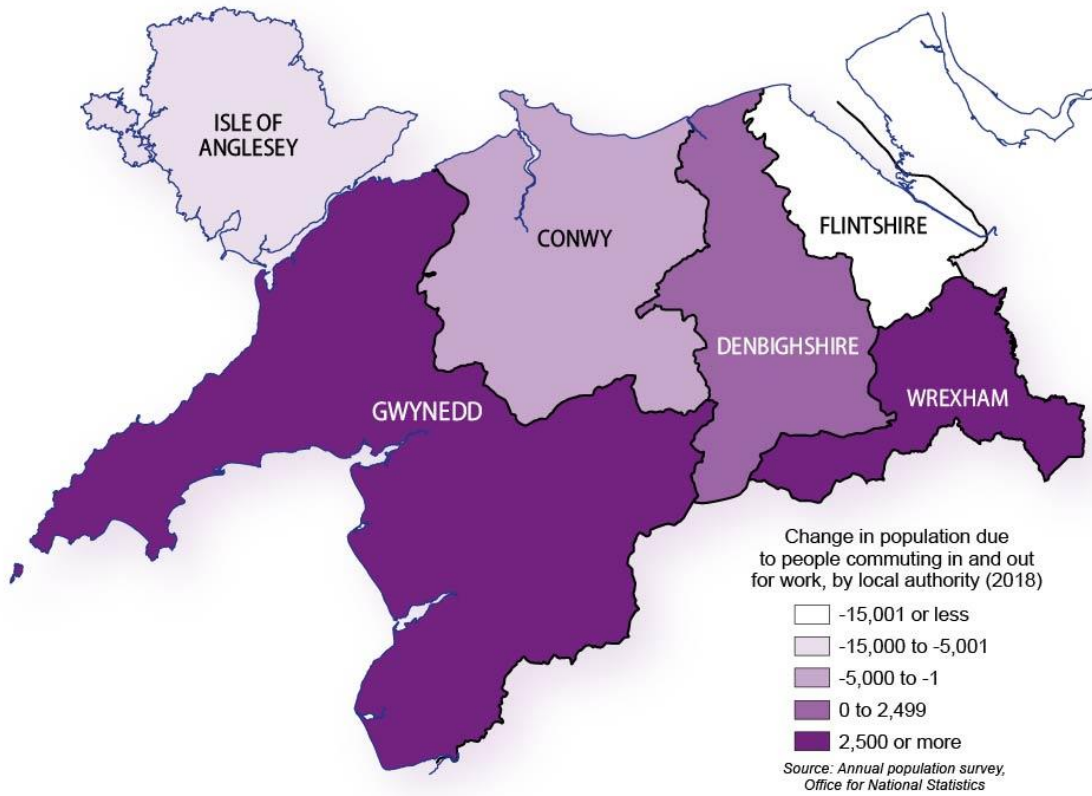 ISLE OF
ANGLESEY
CONWY
FLINTSHIRE
DENBIGHSHIRE
GWYNEDD
WREXHAM
Change in population due
to people commuting in and out
for work, by local authority (2018)
-15,001 or less
-15,000 to -5,001
-5,000 to -1
0 to 2,499
2,500 or more
Source: Annual population survey,
Office for National Statistics